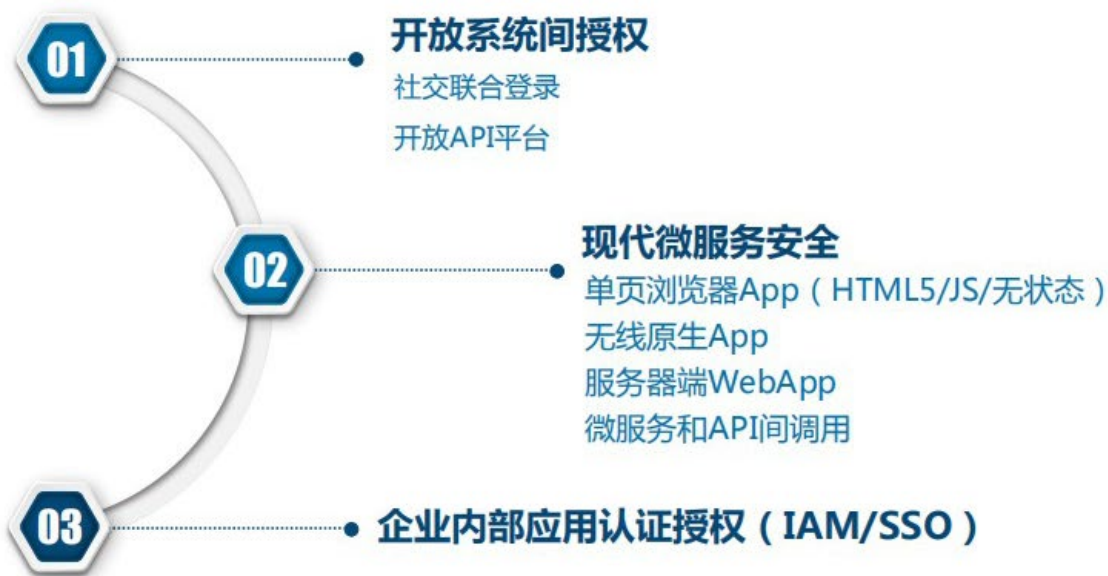 01
开放系统间授权
社交联合登录
开放API平台
02
现代微服务安全
单页浏览器App（HTML5/JS/无状态）
无线原生App
服务器端WebApp
微服务和API间调用
03
企业内部应用认证授权（IAM/SSO）